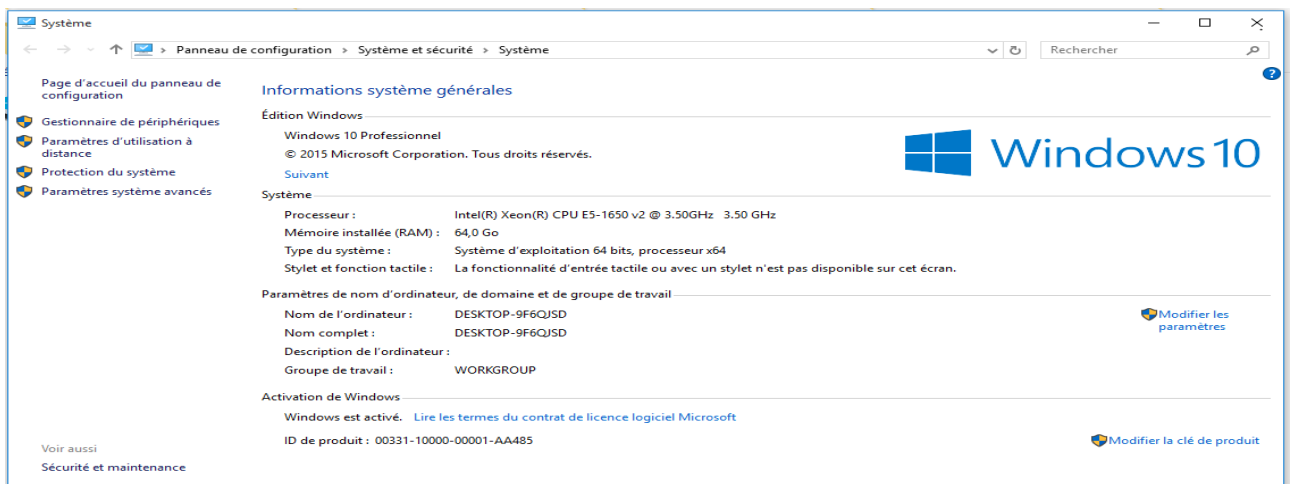 Système
Panneau de configuration > Système et sécurité > Système
Rechercher
Page d'accueil du panneau de
configuration
Gestionnaire de périphériques
Paramètres d'utilisation à
distance
Protection du système
Paramètres système avancés
Informations système générales
Édition Windows
Windows 10 Professionnel
© 2015 Microsoft Corporation. Tous droits réservés.
Suivant
Windows 10
Système
Processeur : Intel(R) Xeon(R) CPU E5-1650 v2 @ 3.50GHz 3.50 GHz
Mémoire installée (RAM) : 64,0 Go
Type du système : Système d'exploitation 64 bits, processeur x64
Stylet et fonction tactile : La fonctionnalité d'entrée tactile ou avec un stylet n'est pas disponible sur cet écran.
Paramètres de nom d'ordinateur, de domaine et de groupe de travail
Nom de l'ordinateur : DESKTOP-9F6QJSD
Modifier les
paramètres
Nom complet : DESKTOP-9F6QJSD
Description de l'ordinateur :
Groupe de travail : WORKGROUP
Activation de Windows
Windows est activé. Lire les termes du contrat de licence logiciel Microsoft
ID de produit : 00331-10000-00001-AA485
Modifier la clé de produit
Voir aussi
Sécurité et maintenance